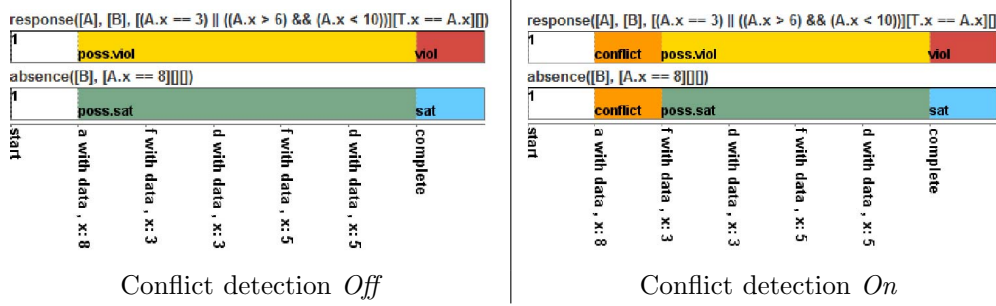 response([A], [B], [(A.x == 3) || ((A.x > 6) && (A.x < 10))][T.x == A.x][])
1
poss.viol
viol
absence([B], [A.x == 8][][])
1
poss.sat
sat
start
a with data , x: 8
f with data , x: 3
d with data , x: 3
f with data , x: 5
d with data , x: 5
complete
Conflict detection Off
response([A], [B], [(A.x == 3) || ((A.x > 6) && (A.x < 10))][T.x == A.x][]
1
conflict
poss.viol
viol
absence([B], [A.x == 8][][])
1
conflict
poss.sat
sat
start
a with data , x: 8
f with data , x: 3
d with data , x: 3
f with data , x: 5
d with data , x: 5
complete
Conflict detection On